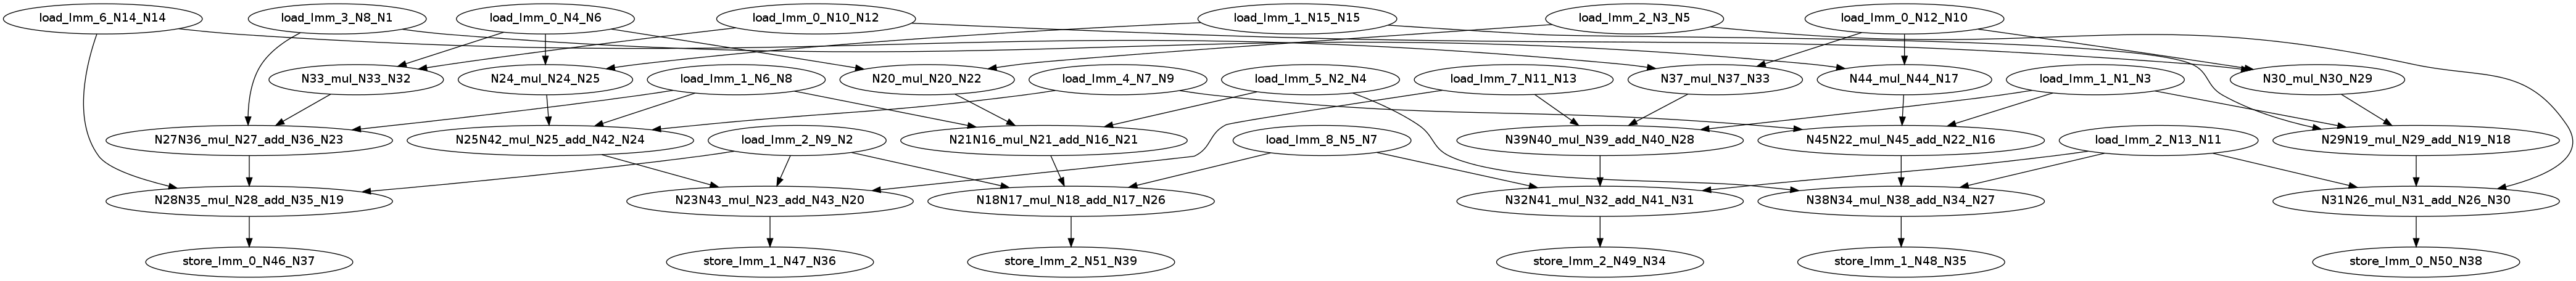 load_Imm_6_N14_N14
load_Imm_3_N8_N1
load_Imm_0_N4_N6
load_Imm_0_N10_N12
load_Imm_1_N15_N15
load_Imm_2_N3_N5
load_Imm_0_N12_N10
N33_mul_N33_N32
N24_mul_N24_N25
load_Imm_1_N6_N8
N20_mul_N20_N22
load_Imm_4_N7_N9
load_Imm_5_N2_N4
load_Imm_7_N11_N13
N37_mul_N37_N33
N44_mul_N44_N17
load_Imm_1_N1_N3
N30_mul_N30_N29
N27N36_mul_N27_add_N36_N23
N25N42_mul_N25_add_N42_N24
load_Imm_2_N9_N2
N21N16_mul_N21_add_N16_N21
load_Imm_8_N5_N7
N39N40_mul_N39_add_N40_N28
N45N22_mul_N45_add_N22_N16
load_Imm_2_N13_N11
N29N19_mul_N29_add_N19_N18
N28N35_mul_N28_add_N35_N19
N23N43_mul_N23_add_N43_N20
N18N17_mul_N18_add_N17_N26
N32N41_mul_N32_add_N41_N31
N38N34_mul_N38_add_N34_N27
N31N26_mul_N31_add_N26_N30
store_Imm_0_N46_N37
store_Imm_1_N47_N36
store_Imm_2_N51_N39
store_Imm_2_N49_N34
store_Imm_1_N48_N35
store_Imm_0_N50_N38